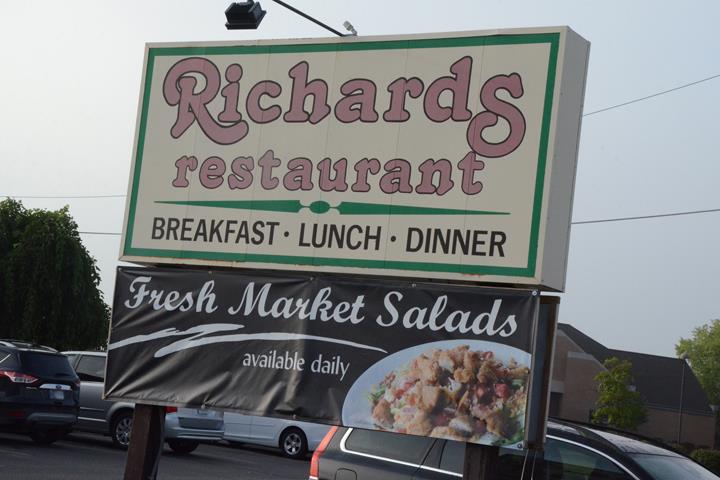 Richards
restaurant
BREAKFAST · LUNCH · DINNER
Fresh Market Salads
available daily